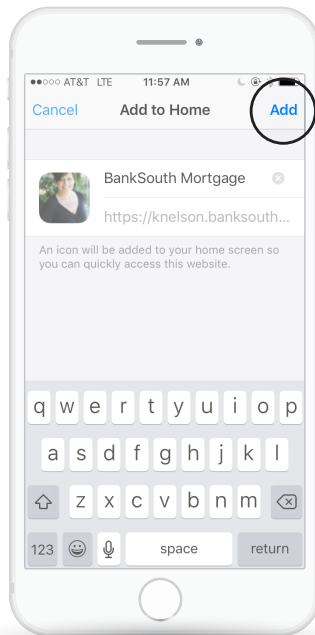 AT&T LTE 11:57 AM
Cancel Add to Home Add
BankSouth Mortgage
https://knelson.banksouth...
An icon will be added to your home screen so
you can quickly access this website.
q w e r t y u i o p
a s d f g h j k l
z x c v b n m
123 space return